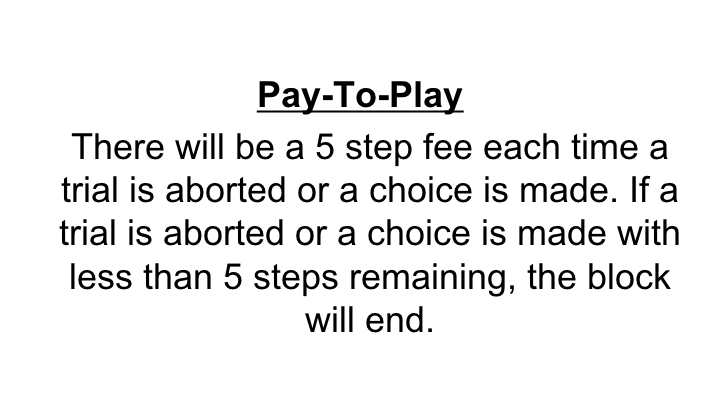 Pay-To-Play
There will be a 5 step fee each time a
trial is aborted or a choice is made. If a
trial is aborted or a choice is made with
less than 5 steps remaining, the block
will end.